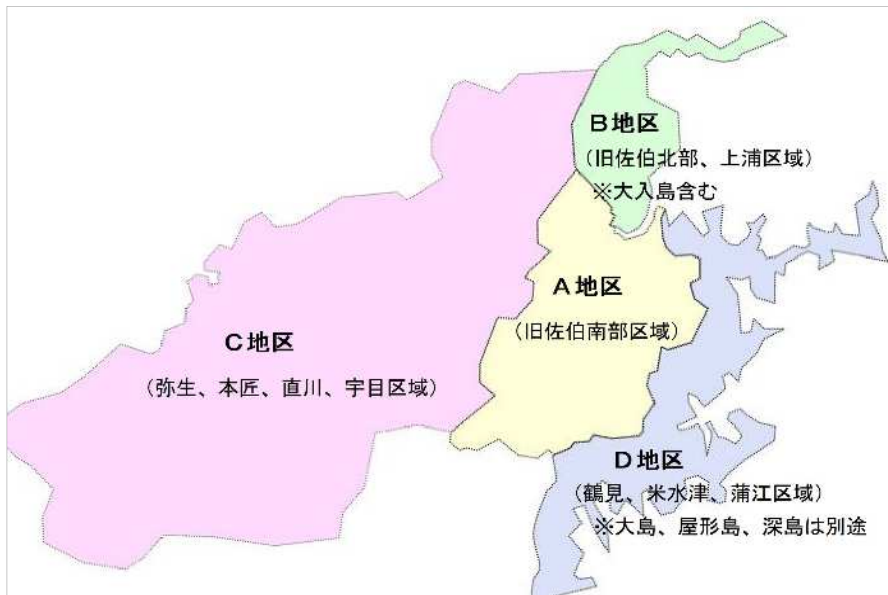 B地区
(旧佐伯北部、上浦区域)
※大入島含む
A地区
(旧佐伯南部区域)
C地区
(弥生、本匠、直川、宇目区域)
D地区
(鶴見、米水津、蒲江区域)
※大島、屋形島、深島は別途